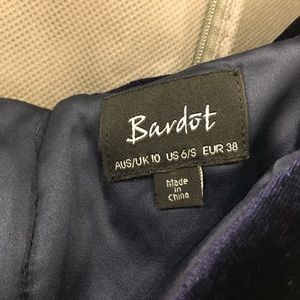 Bardot
AUS/UK 10 US 6/S EUR 38
Made
in
China